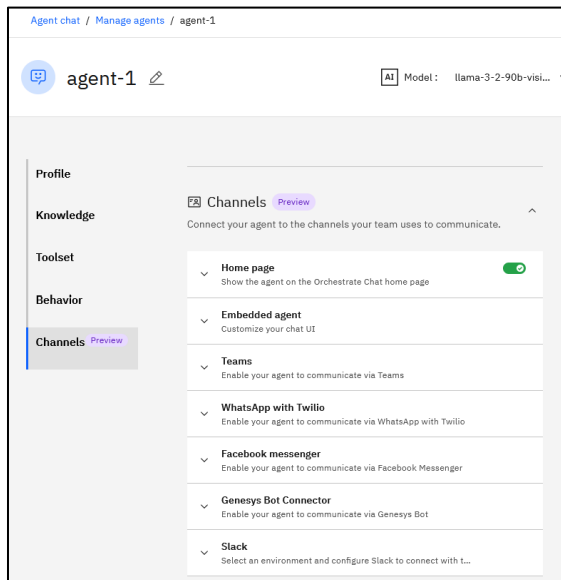 Agent chat / Manage agents / agent-1
agent-1
AI Model : llama-3-2-90b-visi...
Profile
Knowledge
Toolset
Behavior
Channels Preview
Channels Preview
Connect your agent to the channels your team uses to communicate.
Home page
Show the agent on the Orchestrate Chat home page
Embedded agent
Customize your chat UI
Teams
Enable your agent to communicate via Teams
WhatsApp with Twilio
Enable your agent to communicate via WhatsApp with Twilio
Facebook messenger
Enable your agent to communicate via Facebook Messenger
Genesys Bot Connector
Enable your agent to communicate via Genesys Bot
Slack
Select an environment and configure Slack to connect with t...